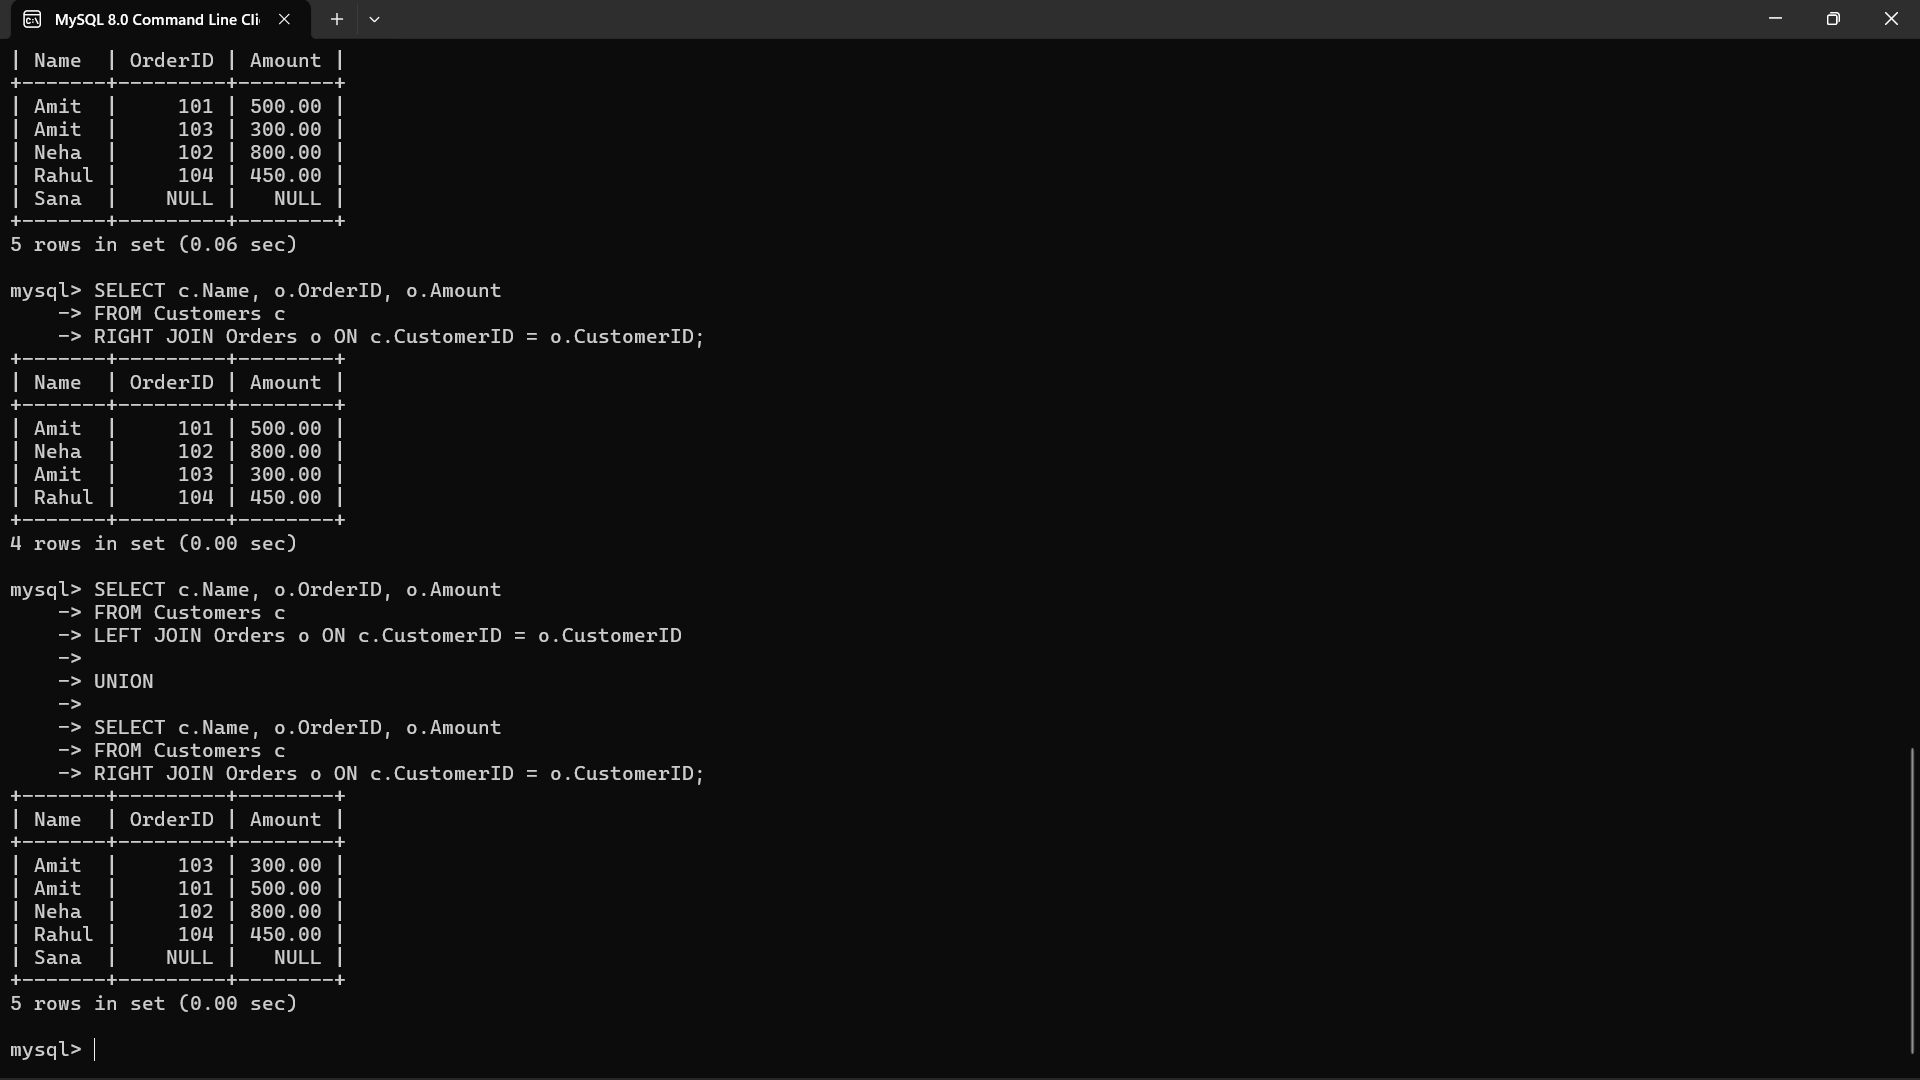 MySQL 8.0 Command Line Cli
| Name  | OrderID | Amount |
+-------+---------+--------+
| Amit  |     101 | 500.00 |
| Amit  |     103 | 300.00 |
| Neha  |     102 | 800.00 |
| Rahul |     104 | 450.00 |
| Sana  |    NULL |   NULL |
+-------+---------+--------+
5 rows in set (0.06 sec)

mysql> SELECT c.Name, o.OrderID, o.Amount
    -> FROM Customers c
    -> RIGHT JOIN Orders o ON c.CustomerID = o.CustomerID;
+-------+---------+--------+
| Name  | OrderID | Amount |
+-------+---------+--------+
| Amit  |     101 | 500.00 |
| Neha  |     102 | 800.00 |
| Amit  |     103 | 300.00 |
| Rahul |     104 | 450.00 |
+-------+---------+--------+
4 rows in set (0.00 sec)

mysql> SELECT c.Name, o.OrderID, o.Amount
    -> FROM Customers c
    -> LEFT JOIN Orders o ON c.CustomerID = o.CustomerID
    ->
    -> UNION
    ->
    -> SELECT c.Name, o.OrderID, o.Amount
    -> FROM Customers c
    -> RIGHT JOIN Orders o ON c.CustomerID = o.CustomerID;
+-------+---------+--------+
| Name  | OrderID | Amount |
+-------+---------+--------+
| Amit  |     103 | 300.00 |
| Amit  |     101 | 500.00 |
| Neha  |     102 | 800.00 |
| Rahul |     104 | 450.00 |
| Sana  |    NULL |   NULL |
+-------+---------+--------+
5 rows in set (0.00 sec)

mysql>